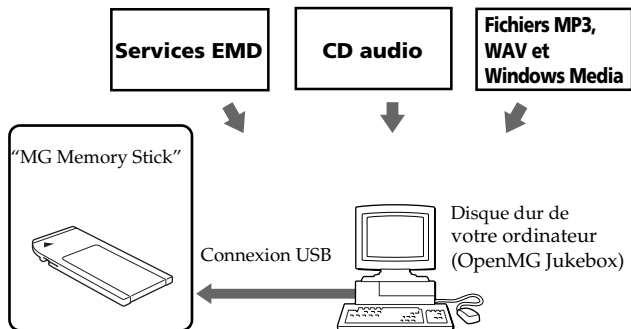 Services EMD
CD audio
Fichiers MP3,
WAV et
Windows Media
“MG Memory Stick”
Connexion USB
Disque dur de
votre ordinateur
(OpenMG Jukebox)